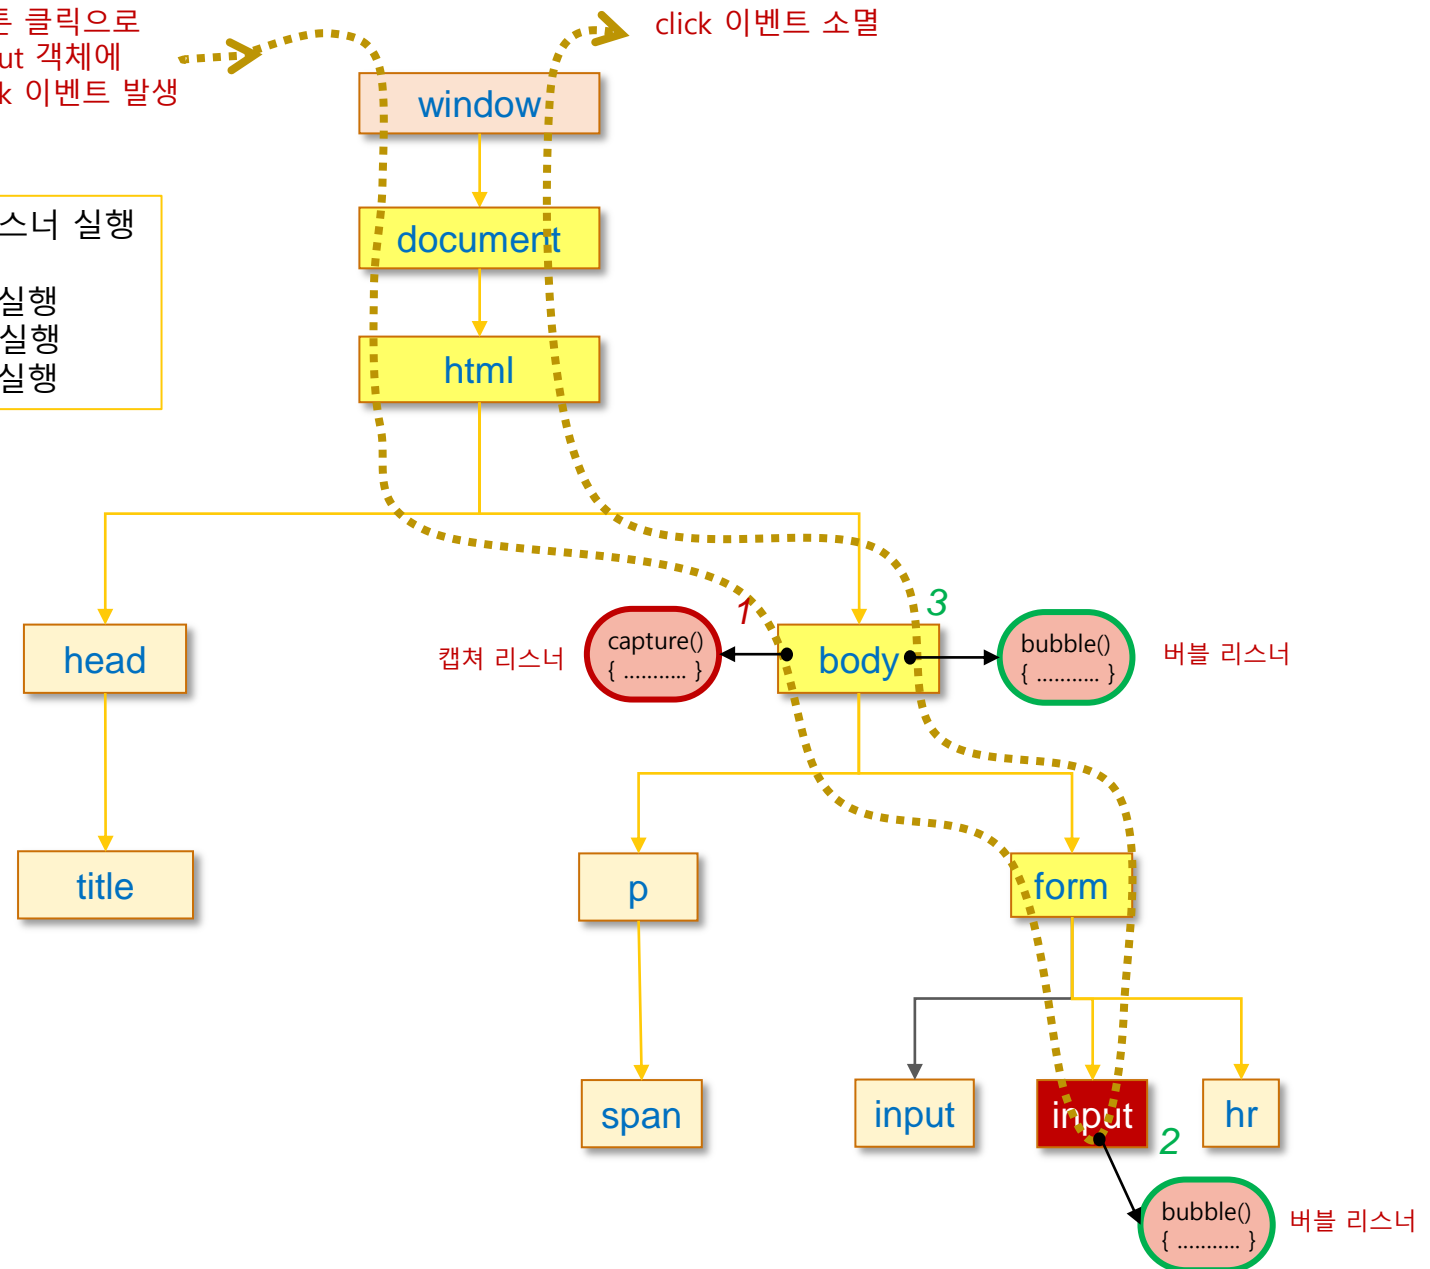 튼 클릭으로
ut 객체에
k 이벤트 발생
click 이벤트 소멸
window
스너 실행
document
실행
실행
html
실행
1
3
head
캡쳐 리스너
capture()
{ ........... }
body
bubble()
{ ........... }
버블 리스너
title
p
form
span
input
input
hr
2
bubble()
{ ........... }
버블 리스너